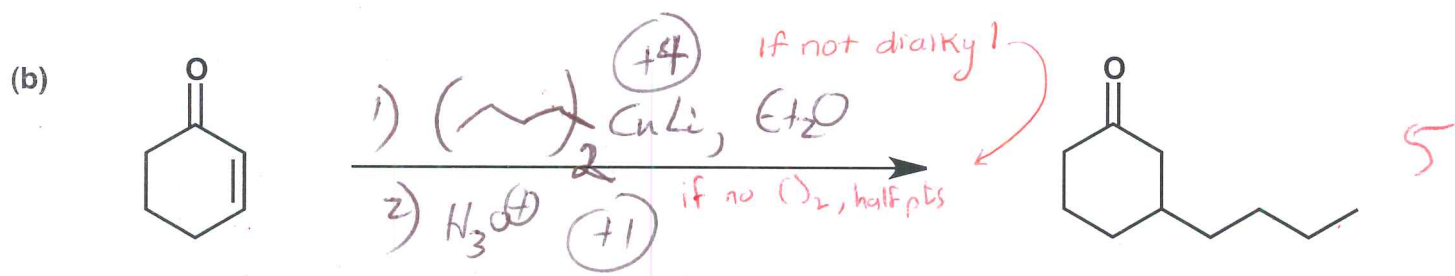 (b)
O
+4
If not dialkyl
1) ( )2 CuLi, Et2O
O
5
2) H3O⊕
+1
if no ()2, half pts